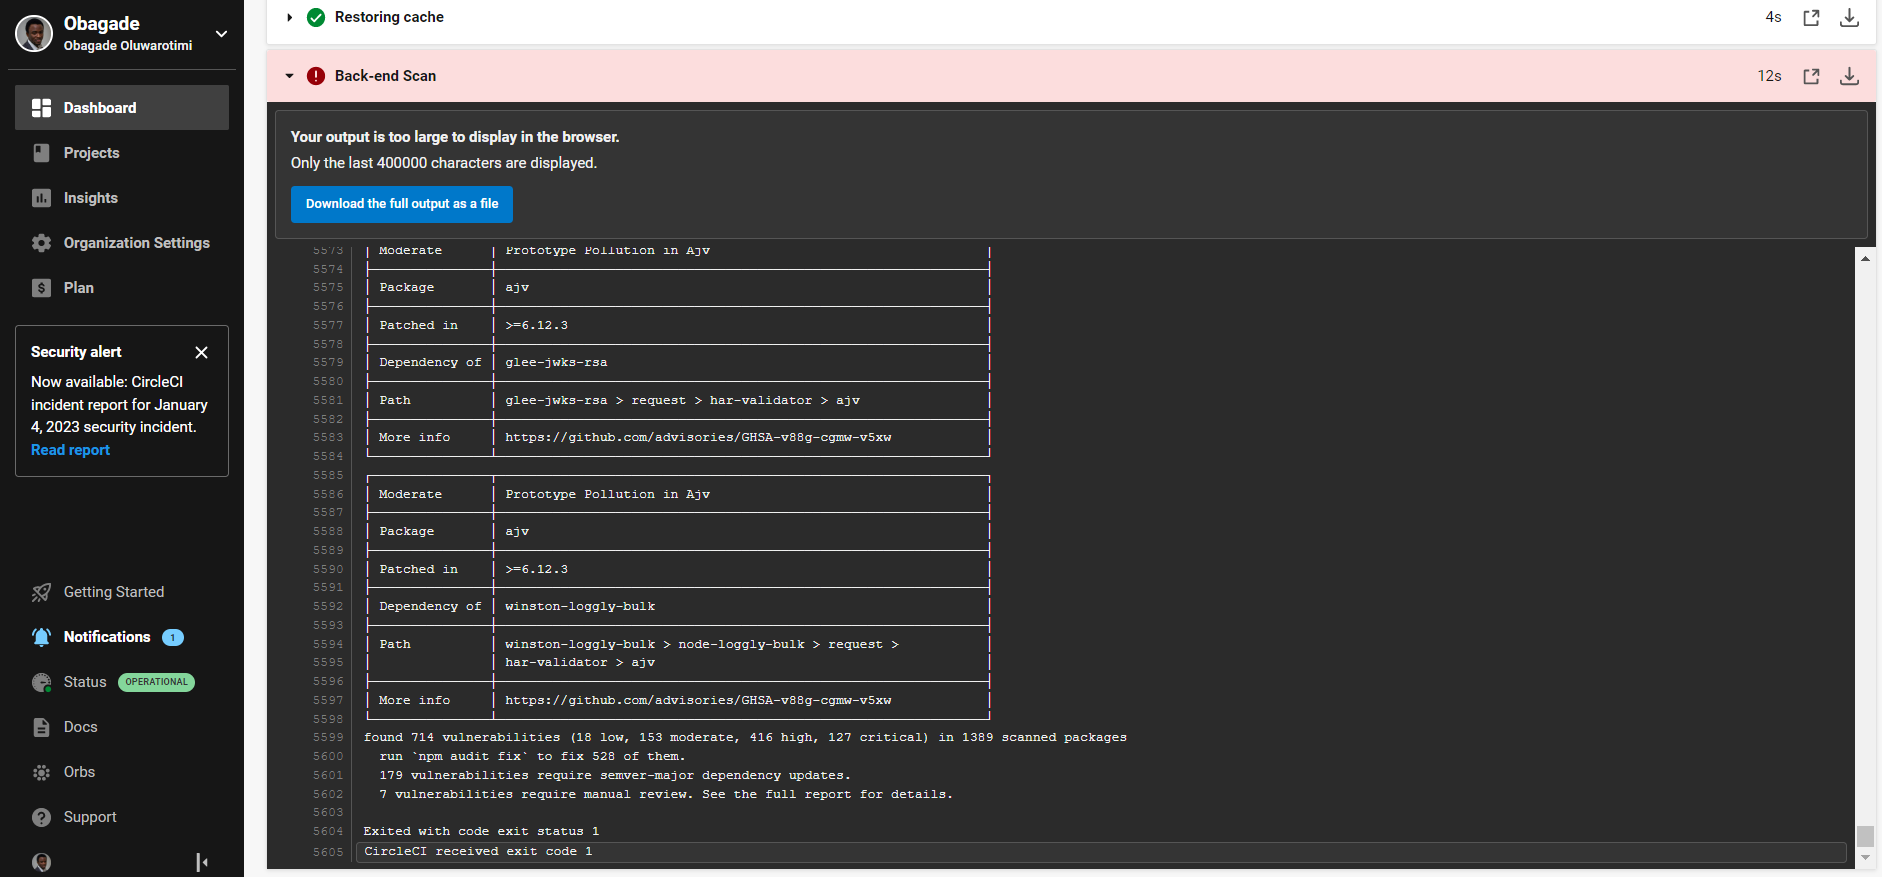 Obagade
Obagade Oluwarotimi
Dashboard
Projects
Insights
Organization Settings
Plan
Security alert
Now available: CircleCI
incident report for January
4, 2023 security incident.
Read report
Getting Started
Notifications 1
Status OPERATIONAL
Docs
Orbs
Support
Restoring cache 4s
Back-end Scan 12s
Your output is too large to display in the browser.
Only the last 400000 characters are displayed.
Download the full output as a file
5573 Moderate Prototype Pollution in Ajv
5574
5575 Package ajv
5576
5577 Patched in >=6.12.3
5578
5579 Dependency of glee-jwks-rsa
5580
5581 Path glee-jwks-rsa > request > har-validator > ajv
5582
5583 More info https://github.com/advisories/GHSA-v88g-cgmw-v5xw
5584
5585
5586 Moderate Prototype Pollution in Ajv
5587
5588 Package ajv
5589
5590 Patched in >=6.12.3
5591
5592 Dependency of winston-loggly-bulk
5593
5594 Path winston-loggly-bulk > node-loggly-bulk > request >
5595 har-validator > ajv
5596
5597 More info https://github.com/advisories/GHSA-v88g-cgmw-v5xw
5598
5599 found 714 vulnerabilities (18 low, 153 moderate, 416 high, 127 critical) in 1389 scanned packages
5600 run `npm audit fix` to fix 528 of them.
5601 179 vulnerabilities require semver-major dependency updates.
5602 7 vulnerabilities require manual review. See the full report for details.
5603
5604 Exited with code exit status 1
5605 CircleCI received exit code 1